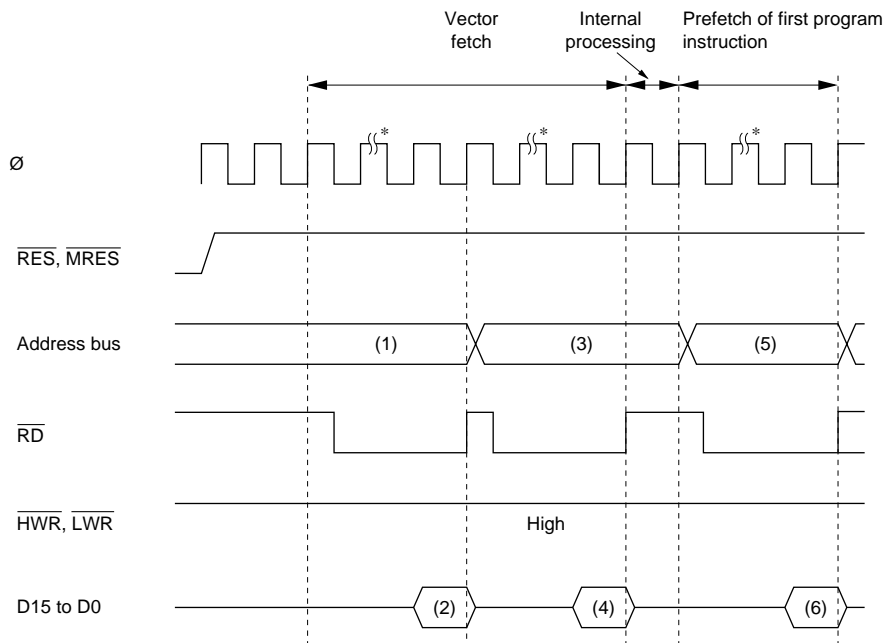 Vector
fetch
Internal
processing
Prefetch of first program
instruction
Ø
*
*
*
RES, MRES
Address bus
(1)
(3)
(5)
RD
HWR, LWR
High
D15 to D0
(2)
(4)
(6)